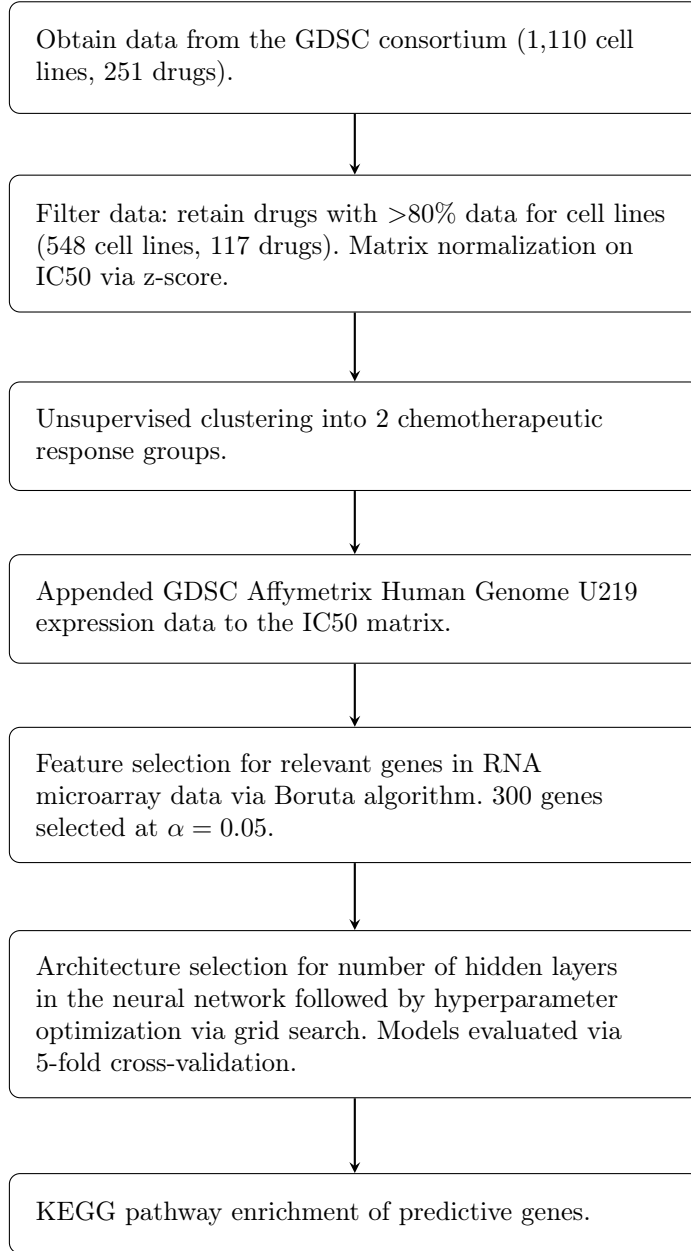 Obtain data from the GDSC consortium (1,110 cell
lines, 251 drugs).
Filter data: retain drugs with >80% data for cell lines
(548 cell lines, 117 drugs). Matrix normalization on
IC50 via z-score.
Unsupervised clustering into 2 chemotherapeutic
response groups.
Appended GDSC Affymetrix Human Genome U219
expression data to the IC50 matrix.
Feature selection for relevant genes in RNA
microarray data via Boruta algorithm. 300 genes
selected at α = 0.05.
Architecture selection for number of hidden layers
in the neural network followed by hyperparameter
optimization via grid search. Models evaluated via
5-fold cross-validation.
KEGG pathway enrichment of predictive genes.